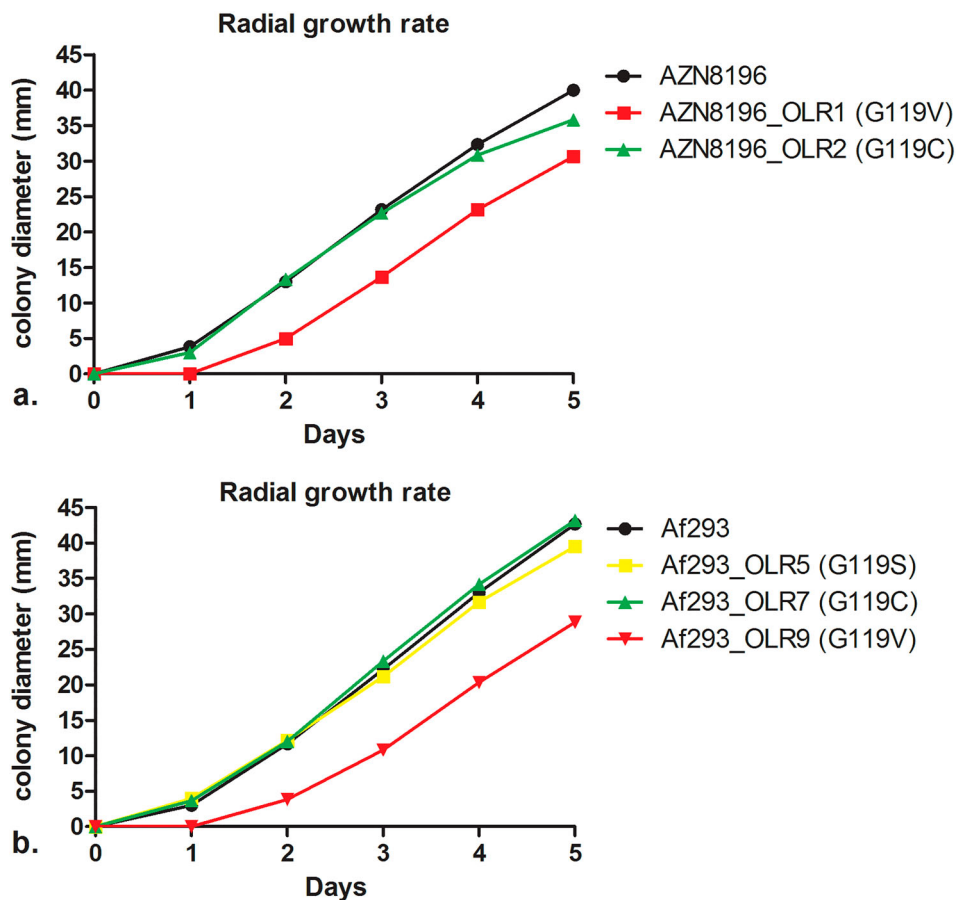 Radial growth rate
45
40
35
30
25
20
15
10
5
0
colony diameter (mm)
0 1 2 3 4 5
Days
a.
AZN8196
AZN8196_OLR1 (G119V)
AZN8196_OLR2 (G119C)
Radial growth rate
45
40
35
30
25
20
15
10
5
0
colony diameter (mm)
0 1 2 3 4 5
Days
b.
Af293
Af293_OLR5 (G119S)
Af293_OLR7 (G119C)
Af293_OLR9 (G119V)